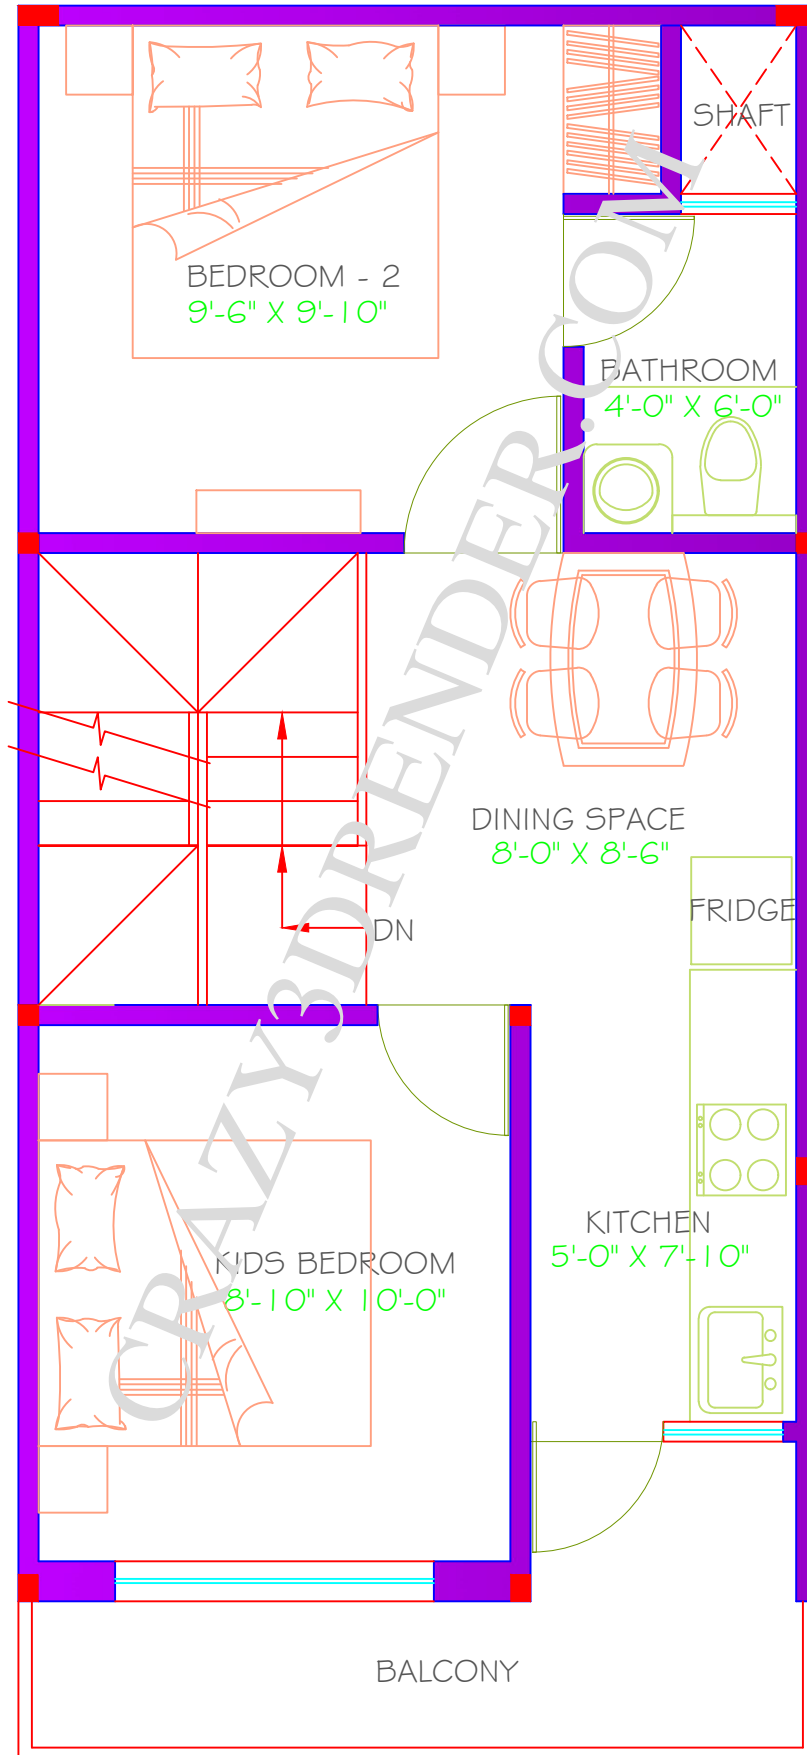 SHAFT
BEDROOM - 2
9'-6" X 9'-10"
BATHROOM
4'-0" X 6'-0"
DINING SPACE
8'-0" X 8'-6"
FRIDGE
DN
KITCHEN
5'-0" X 7'-10"
KIDS BEDROOM
8'-10" X 10'-0"
BALCONY
CRAZY3DRENDER.COM